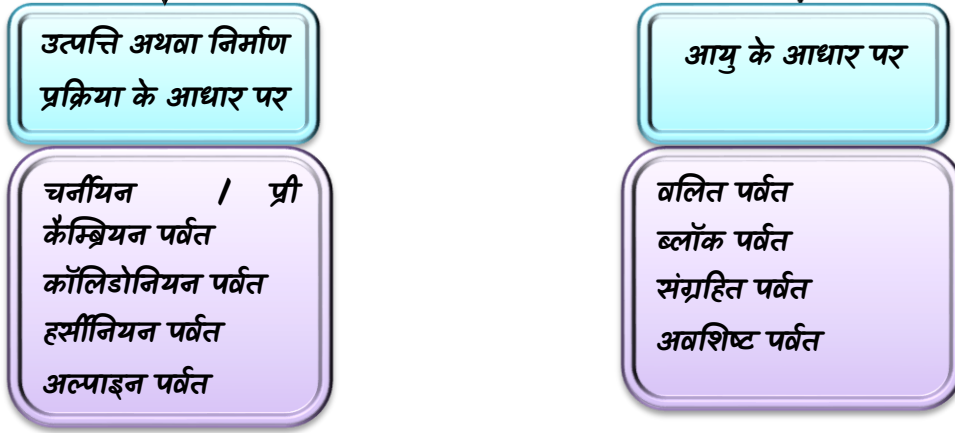 उत्पत्ति अथवा निर्माण
प्रक्रिया के आधार पर
चर्नीयन / प्री
कैम्ब्रियन पर्वत
कॉलिडोनियन पर्वत
हर्सीनियन पर्वत
अल्पाइन पर्वत
आयु के आधार पर
वलित पर्वत
ब्लॉक पर्वत
संग्रहित पर्वत
अवशिष्ट पर्वत